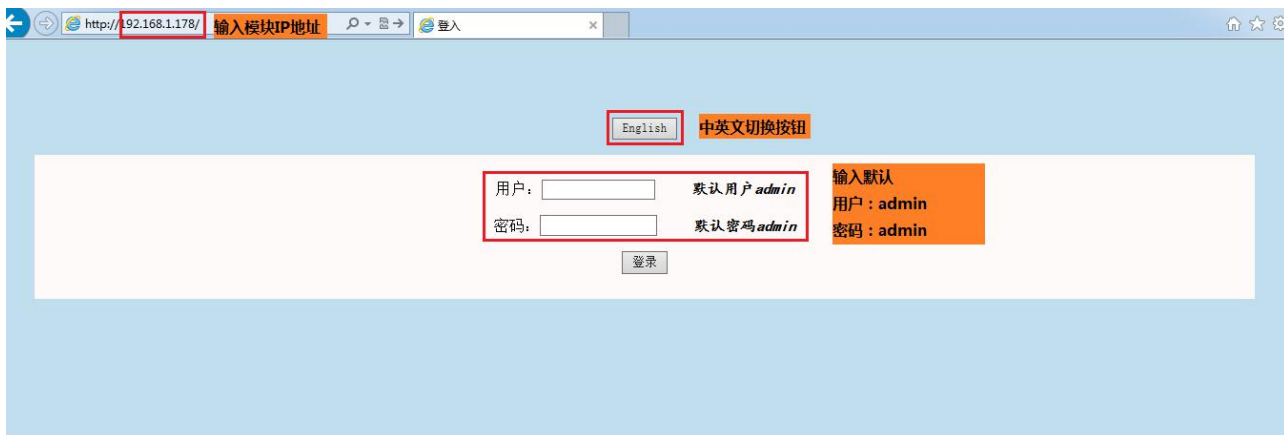 http://192.168.1.178/ 输入模块IP地址 登入
English 中英文切换按钮
用户： 默认用户admin
密码： 默认密码admin
输入默认
用户：admin
密码：admin
登录